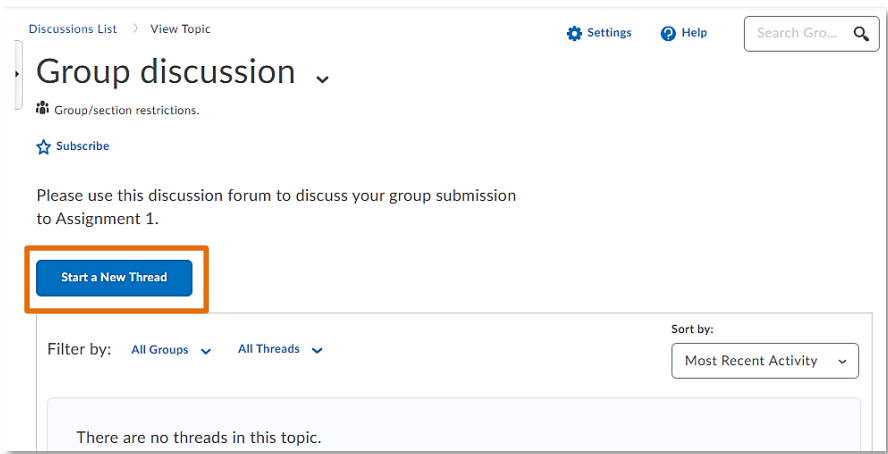 Discussions List > View Topic
Settings
Help
Search Gro...
Group discussion
Group/section restrictions.
Subscribe
Please use this discussion forum to discuss your group submission
to Assignment 1.
Start a New Thread
Sort by:
Filter by: All Groups All Threads
Most Recent Activity
There are no threads in this topic.